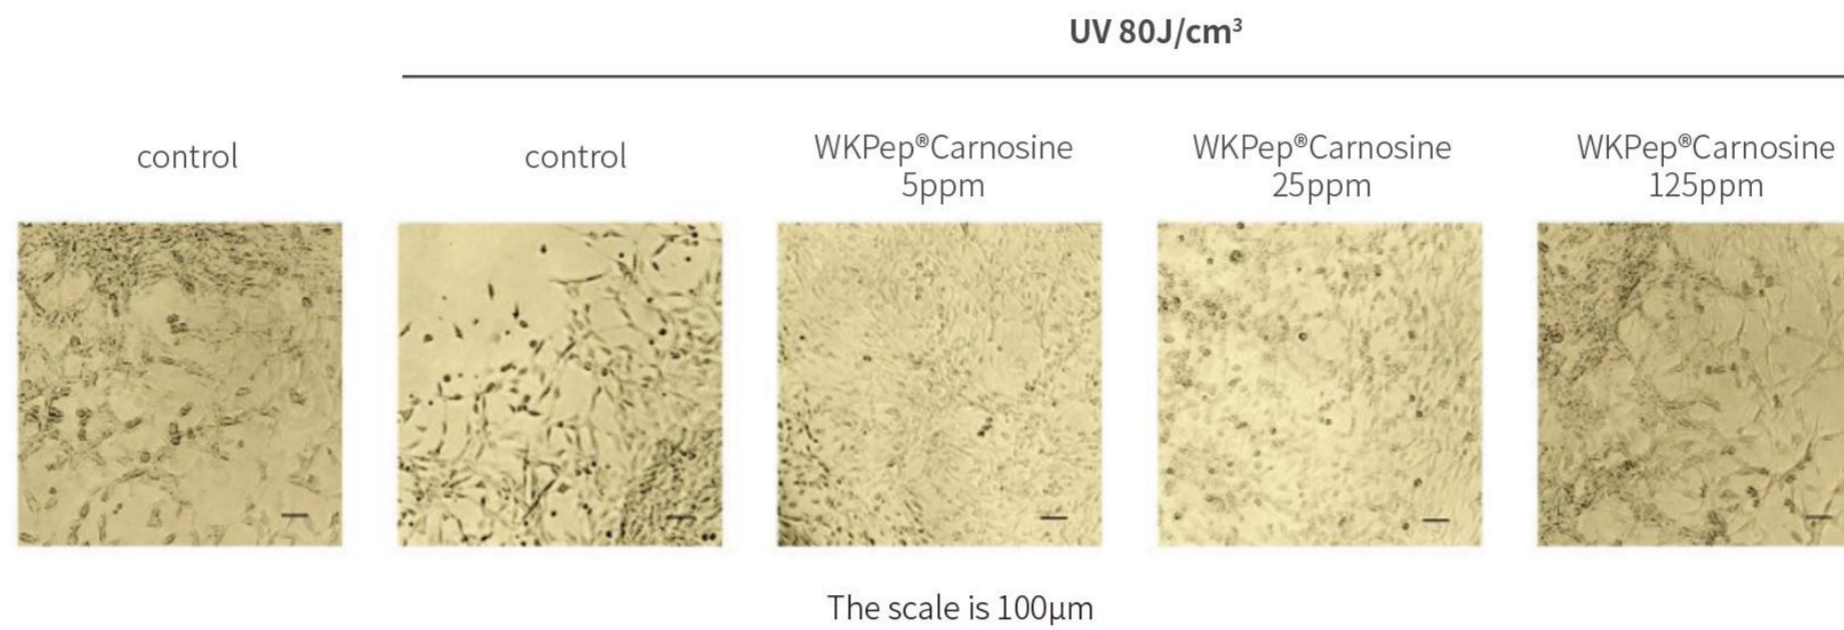 UV 80J/cm³
control
control
WKPep®Carnosine
5ppm
WKPep®Carnosine
25ppm
WKPep®Carnosine
125ppm
The scale is 100μm